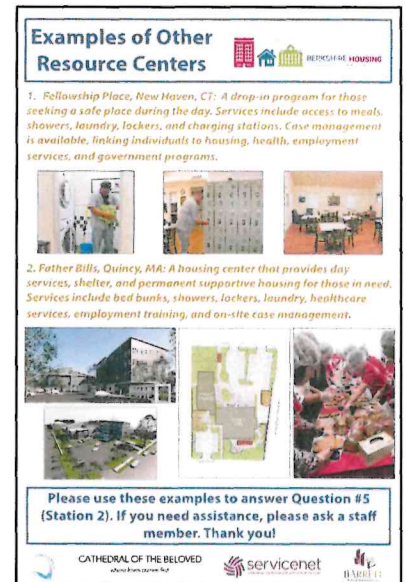 Examples of Other
Resource Centers
BERKSHIRE HOUSING
1. Fellowship Place, New Haven, CT: A drop-in program for those
seeking a safe place during the day. Services include access to meals,
showers, laundry, lockers, and charging stations. Case management
is available, linking individuals to housing, health, employment
services, and government programs.
2. Father Bills, Quincy, MA: A housing center that provides day
services, shelter, and permanent supportive housing for those in need.
Services include bed bunks, showers, lockers, laundry, healthcare
services, employment training, and on-site case management.
Please use these examples to answer Question #5
(Station 2). If you need assistance, please ask a staff
member. Thank you!
CATHEDRAL OF THE BELOVED
servicenet
BARRETT